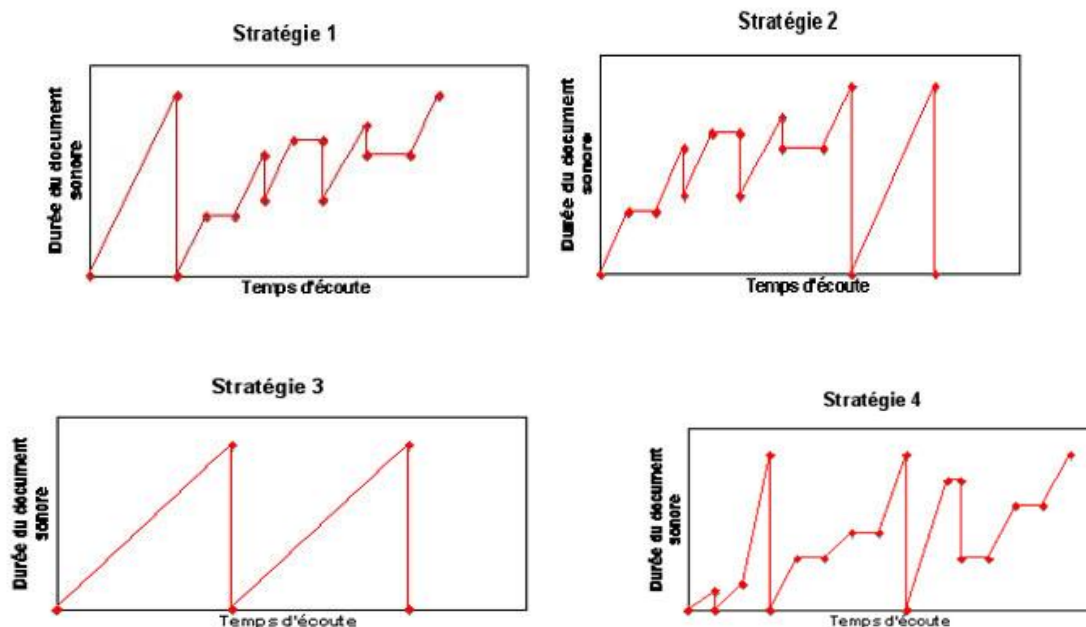 Stratégie 1
Durée du document
sonore
Temps d'écoute
Stratégie 2
Durée du document
sonore
Temps d'écoute
Stratégie 3
Durée du document
sonore
Temps d'écoute
Stratégie 4
Durée du document
sonore
Temps d'écoute